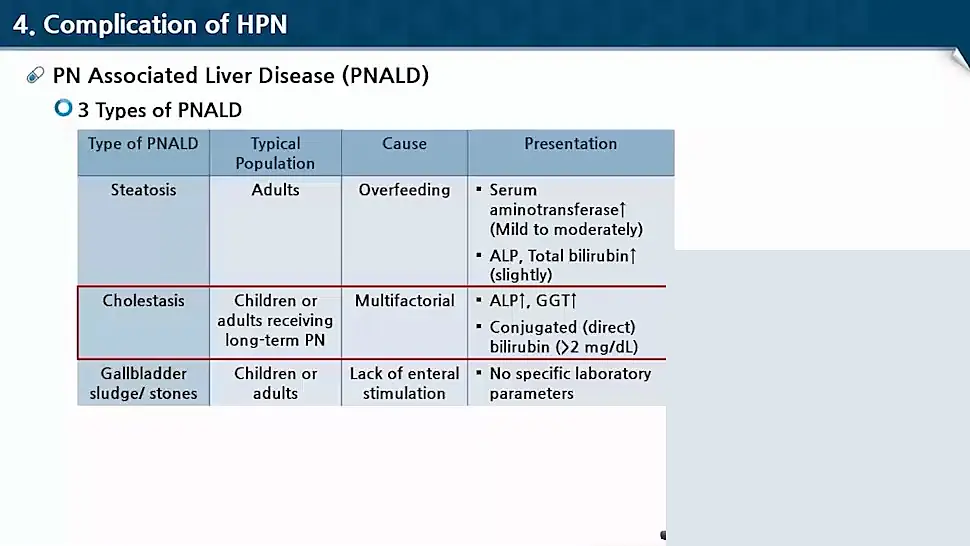 4. Complication of HPN
PN Associated Liver Disease (PNALD)
3 Types of PNALD
Type of PNALD
Typical
Population
Cause
Presentation
Steatosis
Adults
Overfeeding
▪ Serum
aminotransferase↑
(Mild to moderately)
▪ ALP, Total bilirubin↑
(slightly)
Cholestasis
Children or
adults receiving
long-term PN
Multifactorial
▪ ALP↑, GGT↑
▪ Conjugated (direct)
bilirubin (>2 mg/dL)
Gallbladder
sludge/ stones
Children or
adults
Lack of enteral
stimulation
▪ No specific laboratory
parameters